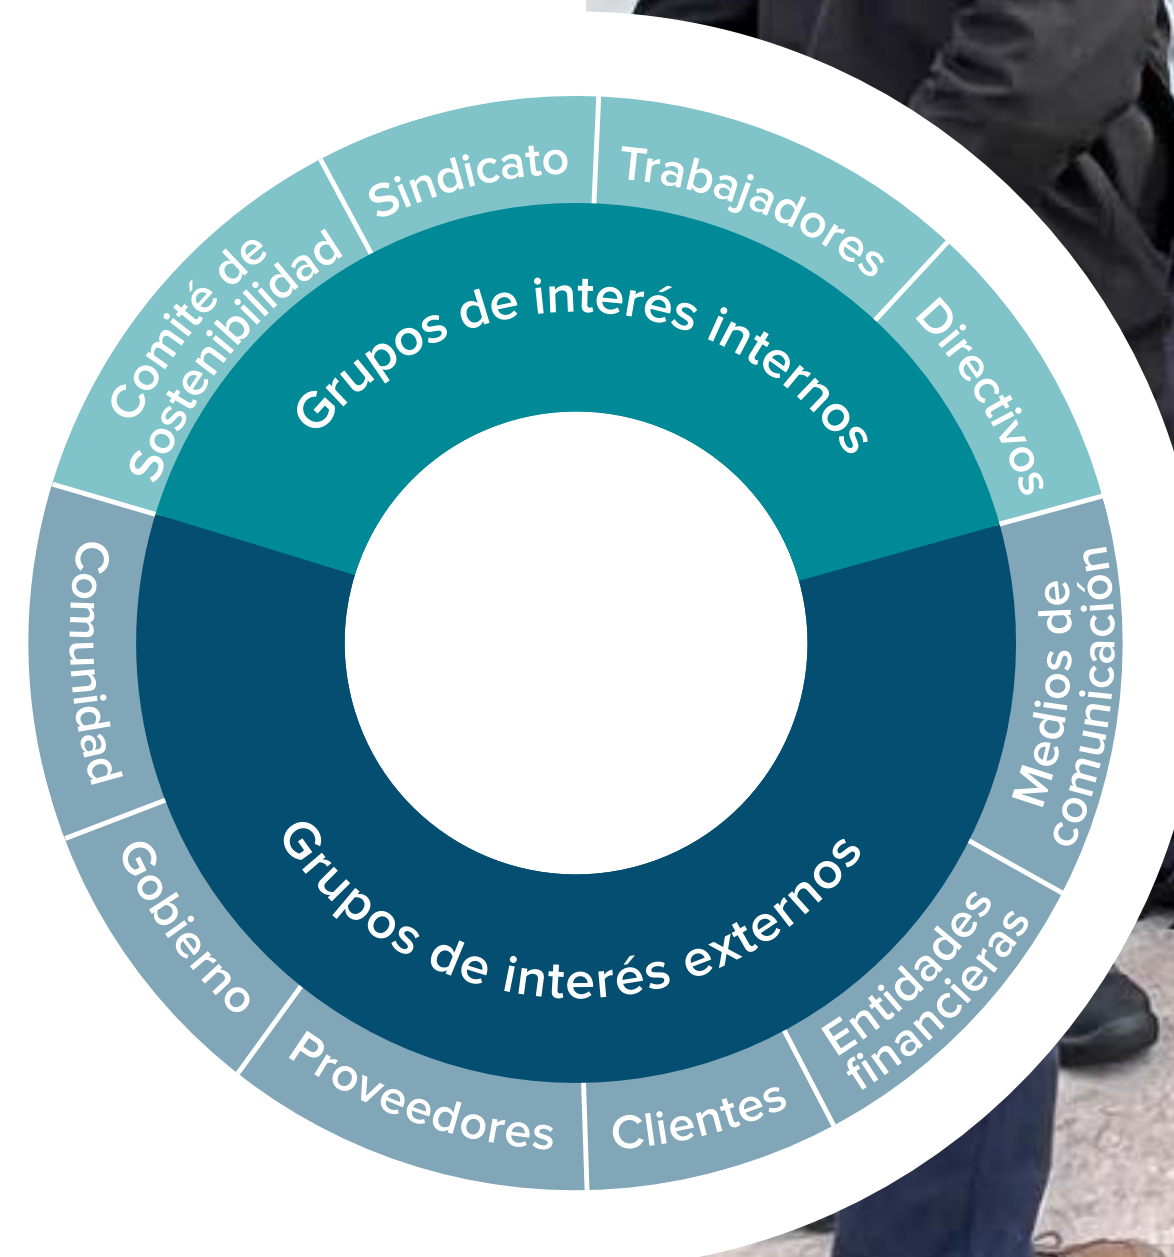 Comité de
Sostenibilidad
Sindicato
Trabajadores
Directivos
Grupos de interés internos
Comunidad
Gobierno
Proveedores
Clientes
Entidades
financieras
Medios de
comunicación
Grupos de interés externos